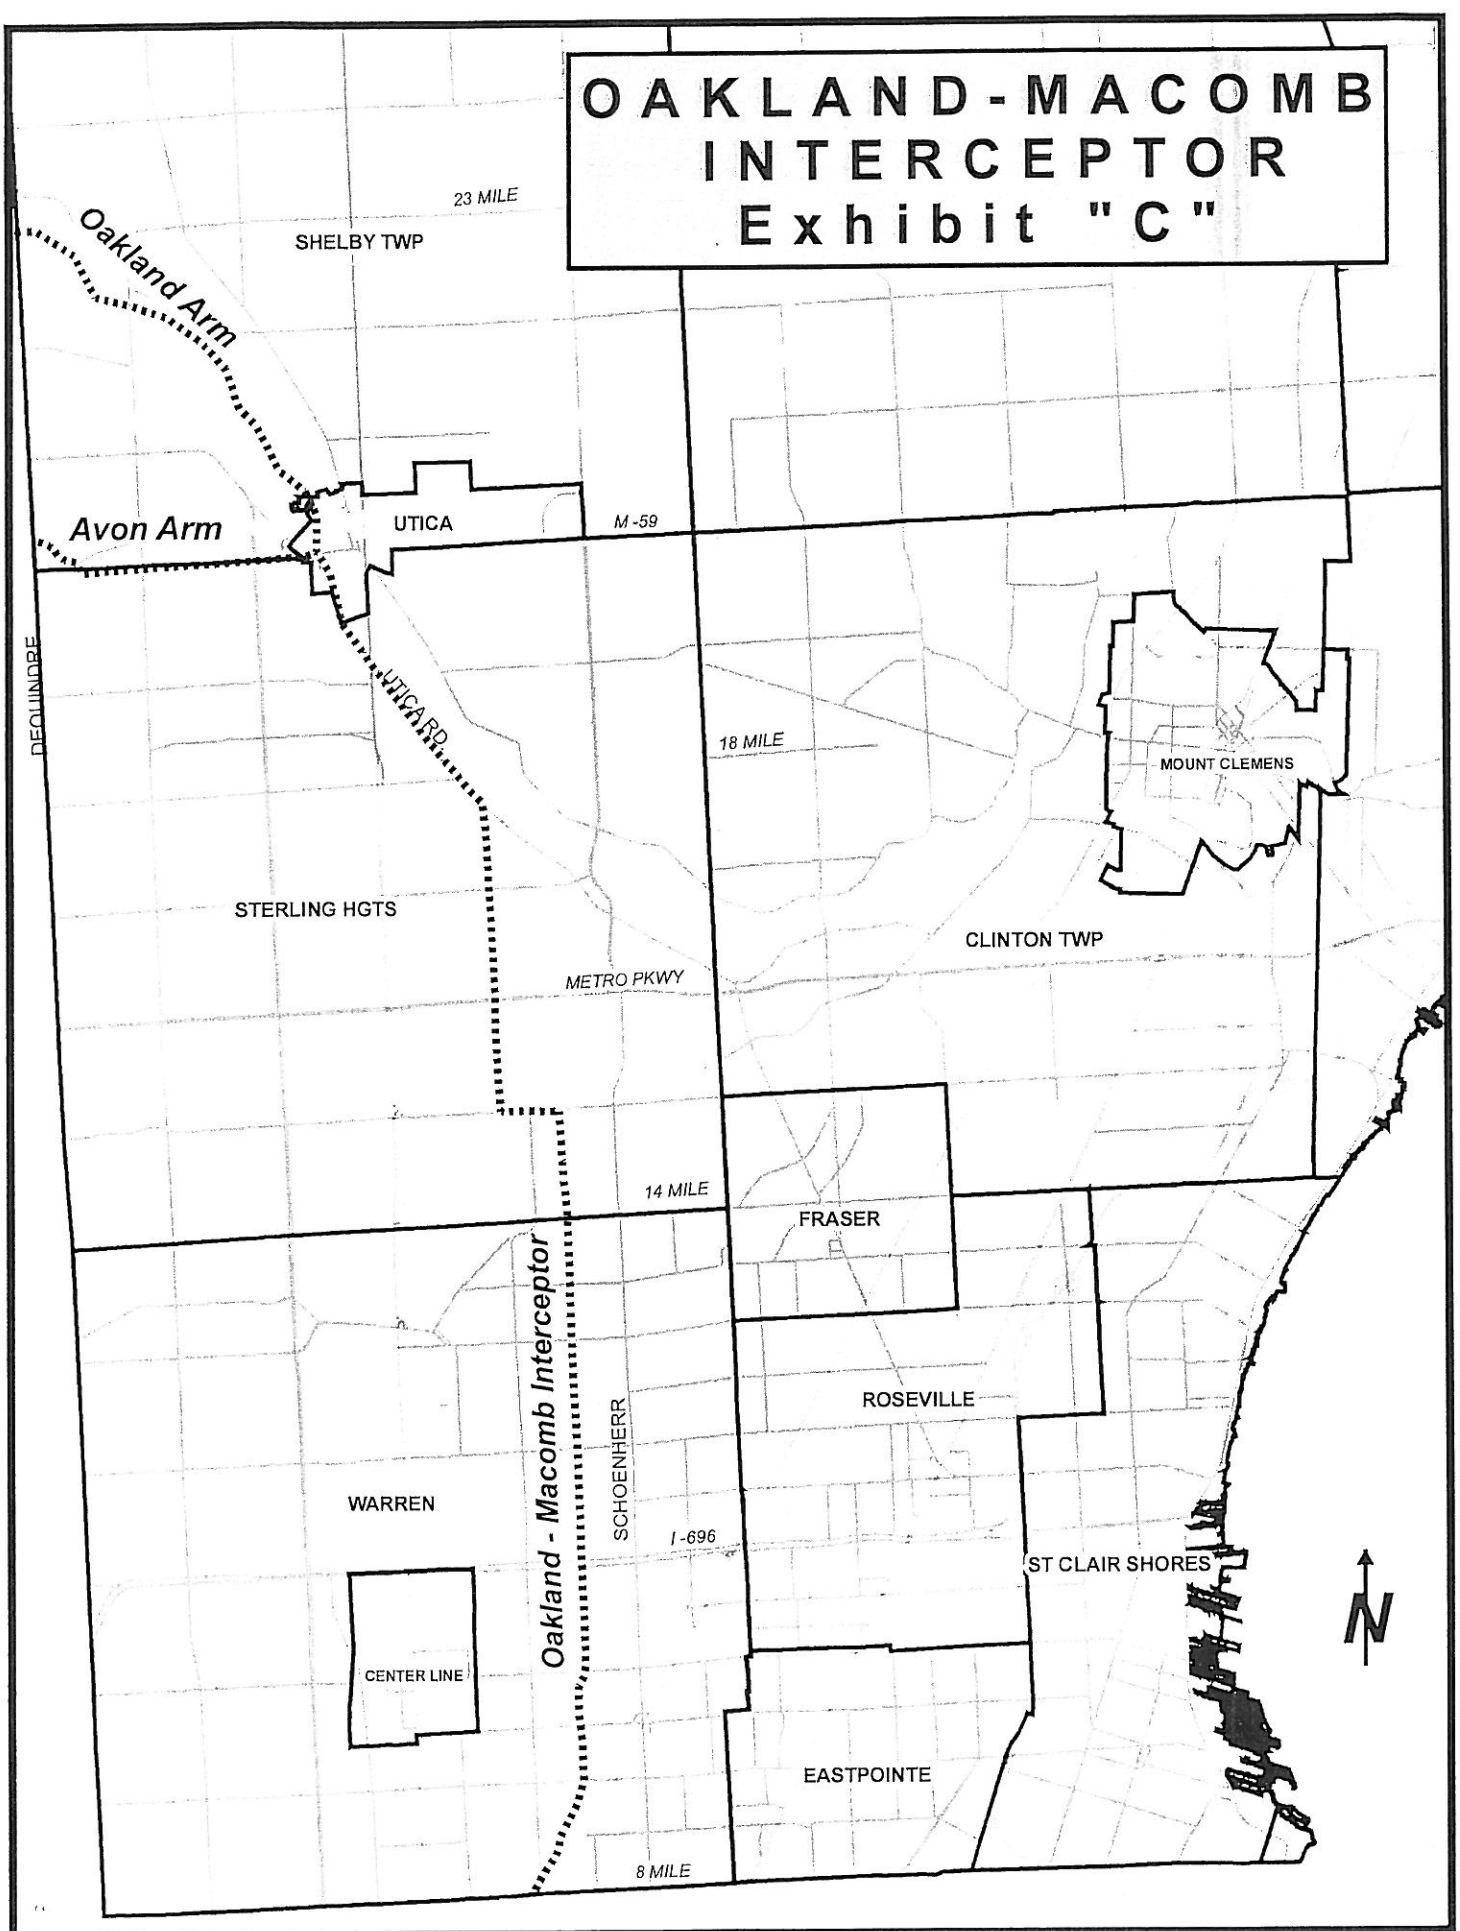 OAKLAND-MACOMB
INTERCEPTOR
Exhibit "C"
23 MILE
SHELBY TWP
Oakland Arm
Avon Arm
UTICA
M-59
DEQUINDRE
UTICA RD
18 MILE
MOUNT CLEMENS
STERLING HGTS
CLINTON TWP
METRO PKWY
14 MILE
FRASER
Oakland - Macomb Interceptor
ROSEVILLE
SCHOENHERR
WARREN
I-696
ST CLAIR SHORES
N
CENTER LINE
EASTPOINTE
8 MILE